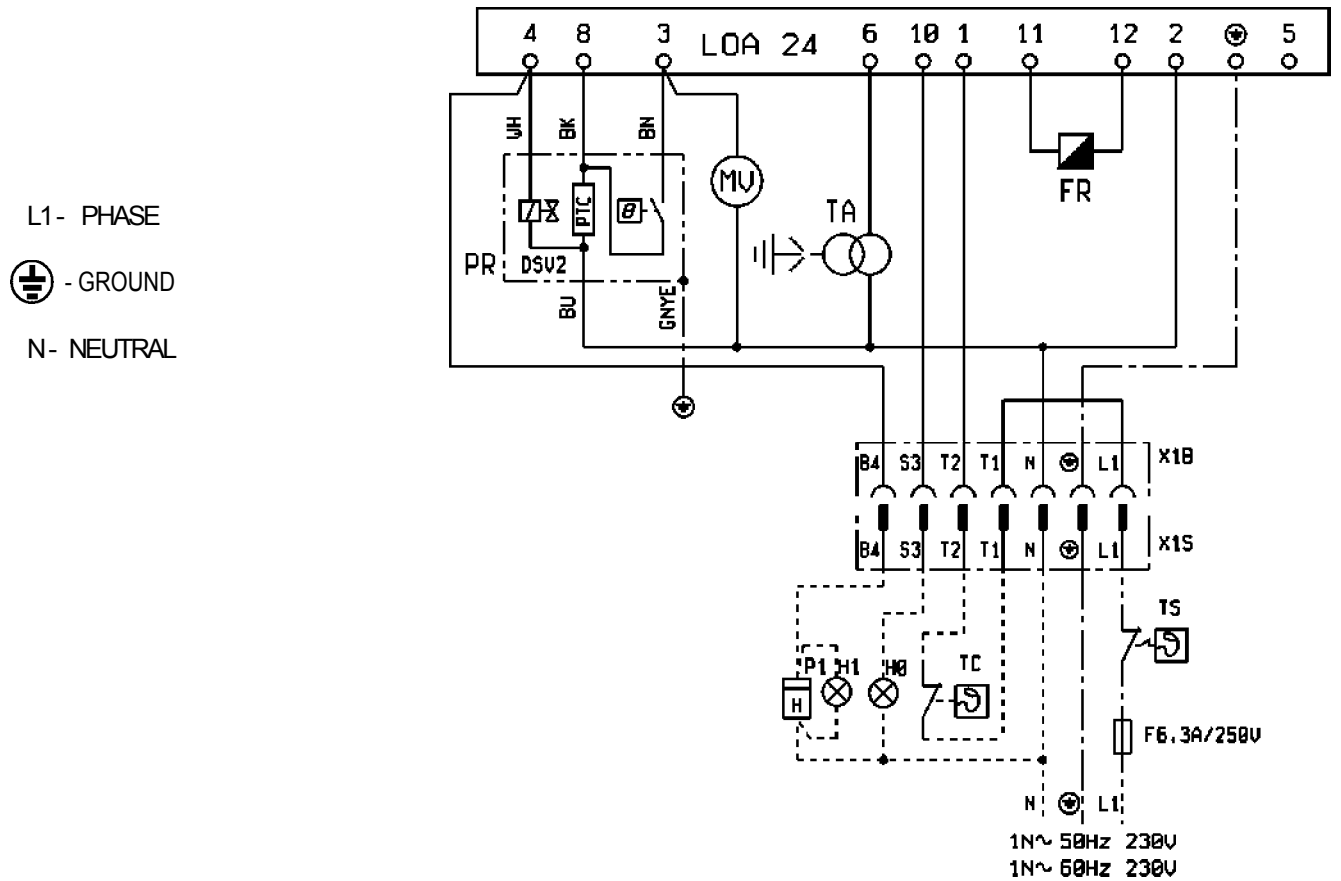 4 8 3 LOA 24 6 10 1 11 12 2 5
WH BK BN
MV
FR
L1 - PHASE
PTC
TA
PR DSV2
- GROUND
BU GNYE
N - NEUTRAL
B4 S3 T2 T1 N L1 X1B
B4 S3 T2 T1 N L1 X1S
TS
P1 H1 H0 TC
H
F6.3A/250V
N L1
1N~ 50Hz 230V
1N~ 60Hz 230V